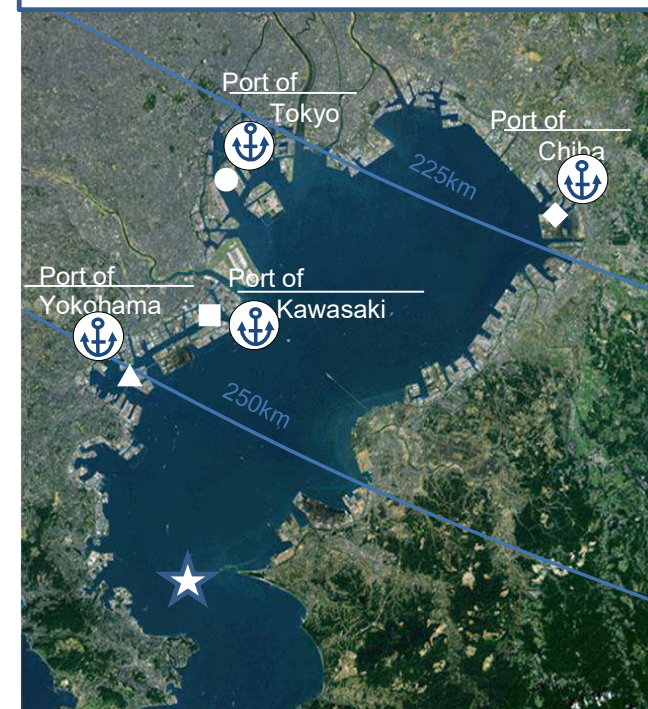 Port of
Tokyo
Port of
Chiba
225km
Port of
Yokohama
Port of
Kawasaki
250km